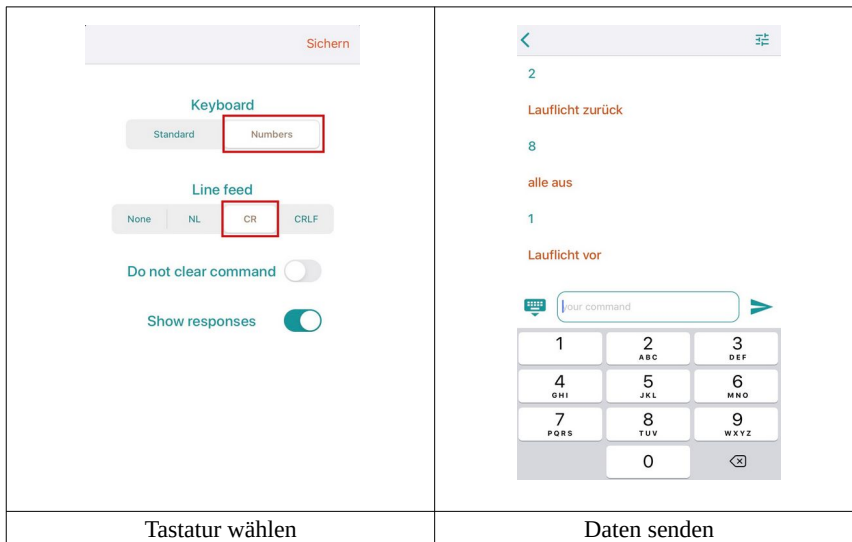 Sichern
Keyboard
Standard Numbers
Line feed
None NL CR CRLF
Do not clear command
Show responses
Tastatur wählen
2
Lauflicht zurück
8
alle aus
1
Lauflicht vor
your command
1 2 3
ABC DEF
4 5 6
GHI JKL MNO
7 8 9
PQRS TUV WXYZ
0
Daten senden